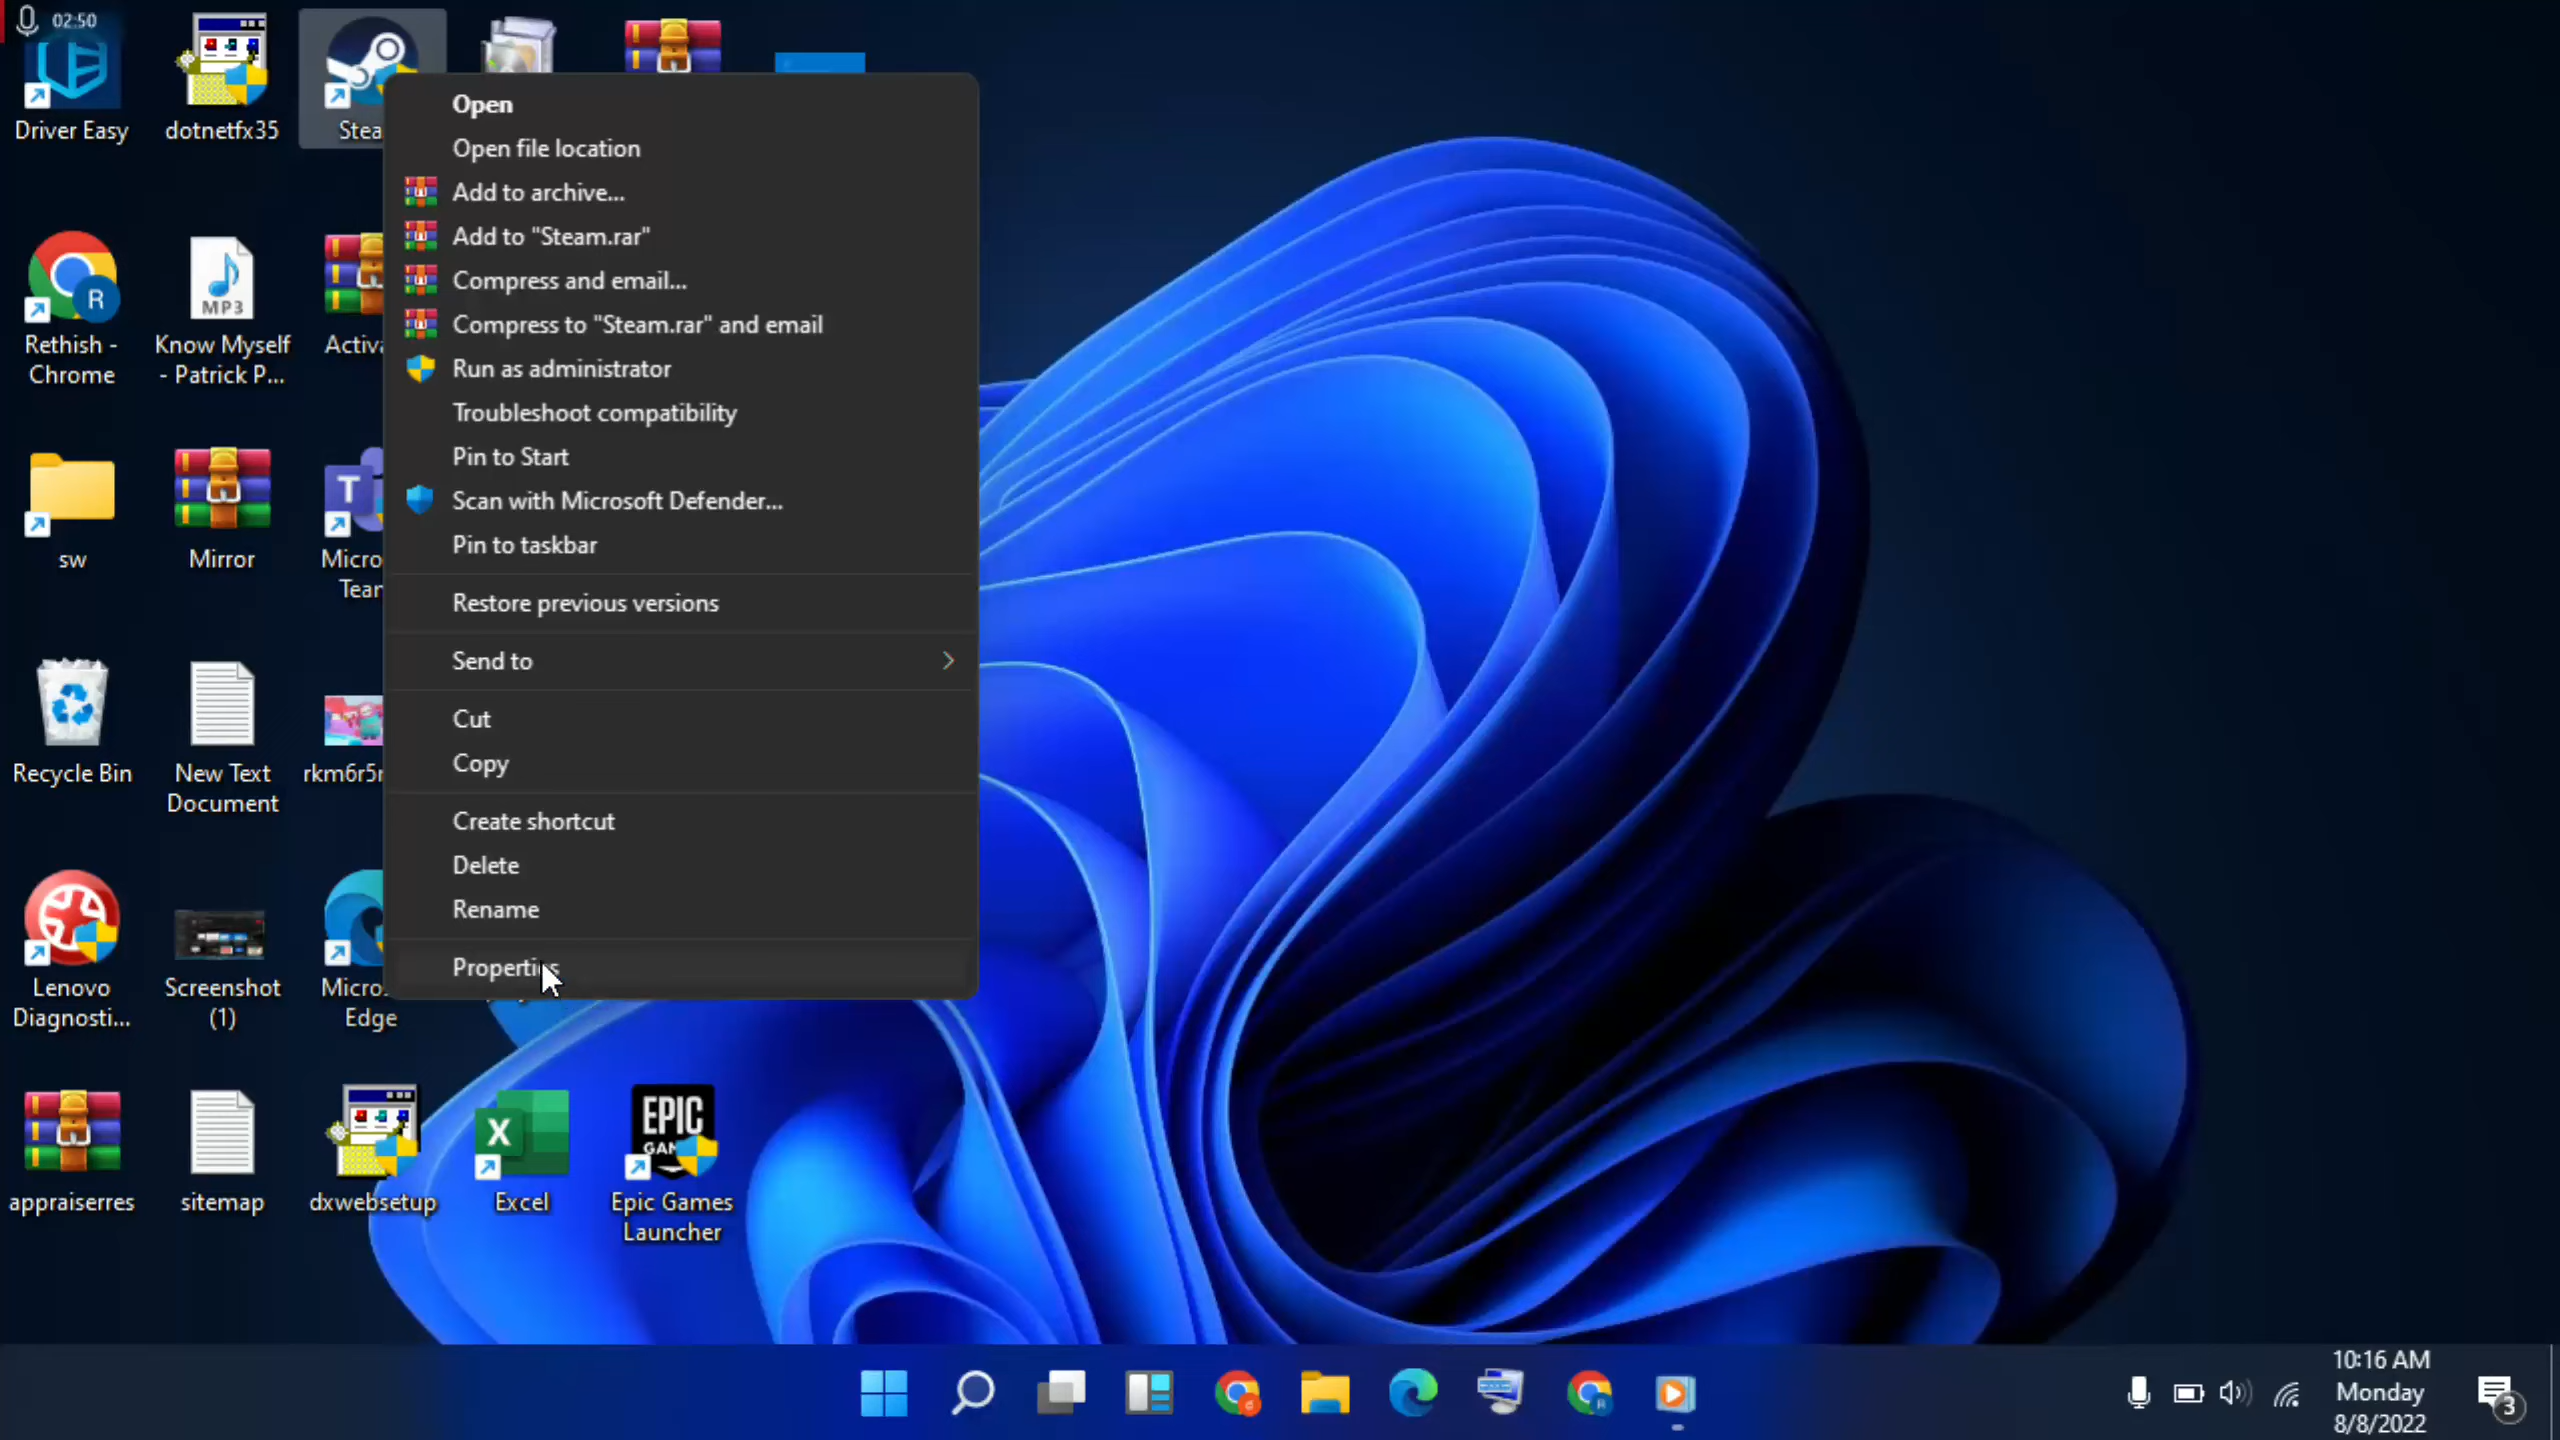 02:50
Driver Easy
dotnetfx35
Stea
Open
Open file location
Add to archive...
Add to "Steam.rar"
Compress and email...
Compress to "Steam.rar" and email
Run as administrator
Troubleshoot compatibility
Pin to Start
Scan with Microsoft Defender...
Pin to taskbar
Restore previous versions
Send to
Cut
Copy
Create shortcut
Delete
Rename
Properties
R
Rethish -
Chrome
MP3
Know Myself
- Patrick P...
Activa
sw
Mirror
T
Micro
Tear
Recycle Bin
New Text
Document
rkm6r5r
Lenovo
Diagnosti...
Screenshot
(1)
Micro
Edge
appraiserres
sitemap
dxwebsetup
X
Excel
EPIC
GAM
Epic Games
Launcher
d
R
10:16 AM
Monday
8/8/2022
3